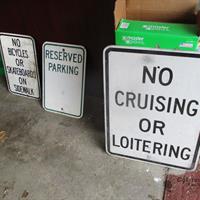 NO
BICYCLES
OR
SKATEBOARDS
ON
SIDEWALK
RESERVED
PARKING
NO
CRUISING
OR
LOITERING